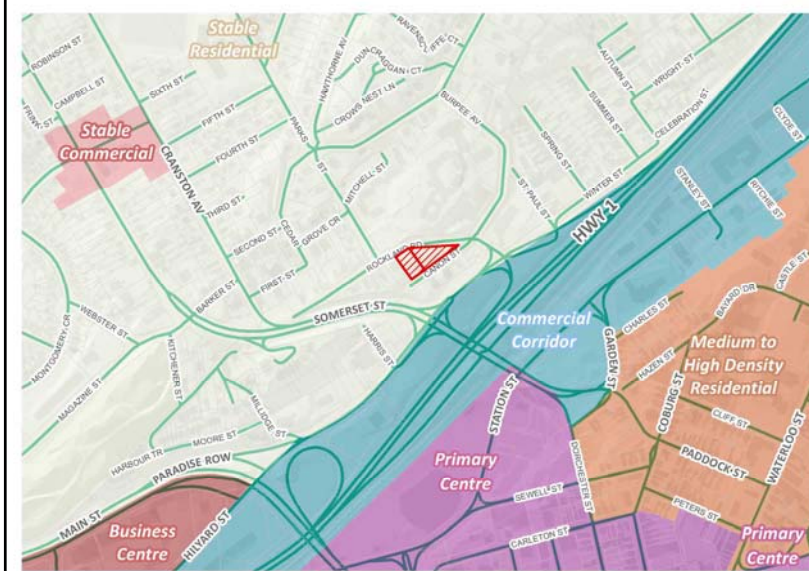 Stable
Residential
RAVENSCLIFFE CT
ROBINSON ST
HAWTHORNE AV
DUNCRAGGAN CT
AUTUMN ST
WRIGHT ST
CAMPBELL ST
SIXTH ST
CROWS NEST LN
BURPEE AV
SUMMER ST
CELEBRATION ST
CLYDE ST
FRINK ST
FIFTH ST
PARKS ST
Stable
Commercial
FOURTH ST
SPRING ST
CRANSTON AV
MITCHELL ST
ST PAUL ST
WINTER ST
STANLEY ST
RITCHIE ST
THIRD ST
CEDAR
GROVE CR
HWY 1
SECOND ST
ROCKLAND RD
CANON ST
CASTLE ST
BARKER ST
FIRST ST
BAYARD DR
SOMERSET ST
CHARLES ST
WEBSTER ST
Commercial
Corridor
MONTGOMERY CR
KITCHENER ST
HARRIS ST
GARDEN ST
Medium to
High Density
Residential
HAZEN ST
MAGAZINE ST
STATION ST
COBURG ST
MILLIDGE ST
CLIFF ST
MOORE ST
HARBOUR TR
WATERLOO ST
PARADISE ROW
Primary
Centre
DORCHESTER ST
PADDOCK ST
MAIN ST
SEWELL ST
PETERS ST
Business
Centre
HILYARD ST
CARLETON ST
Primary
Centre